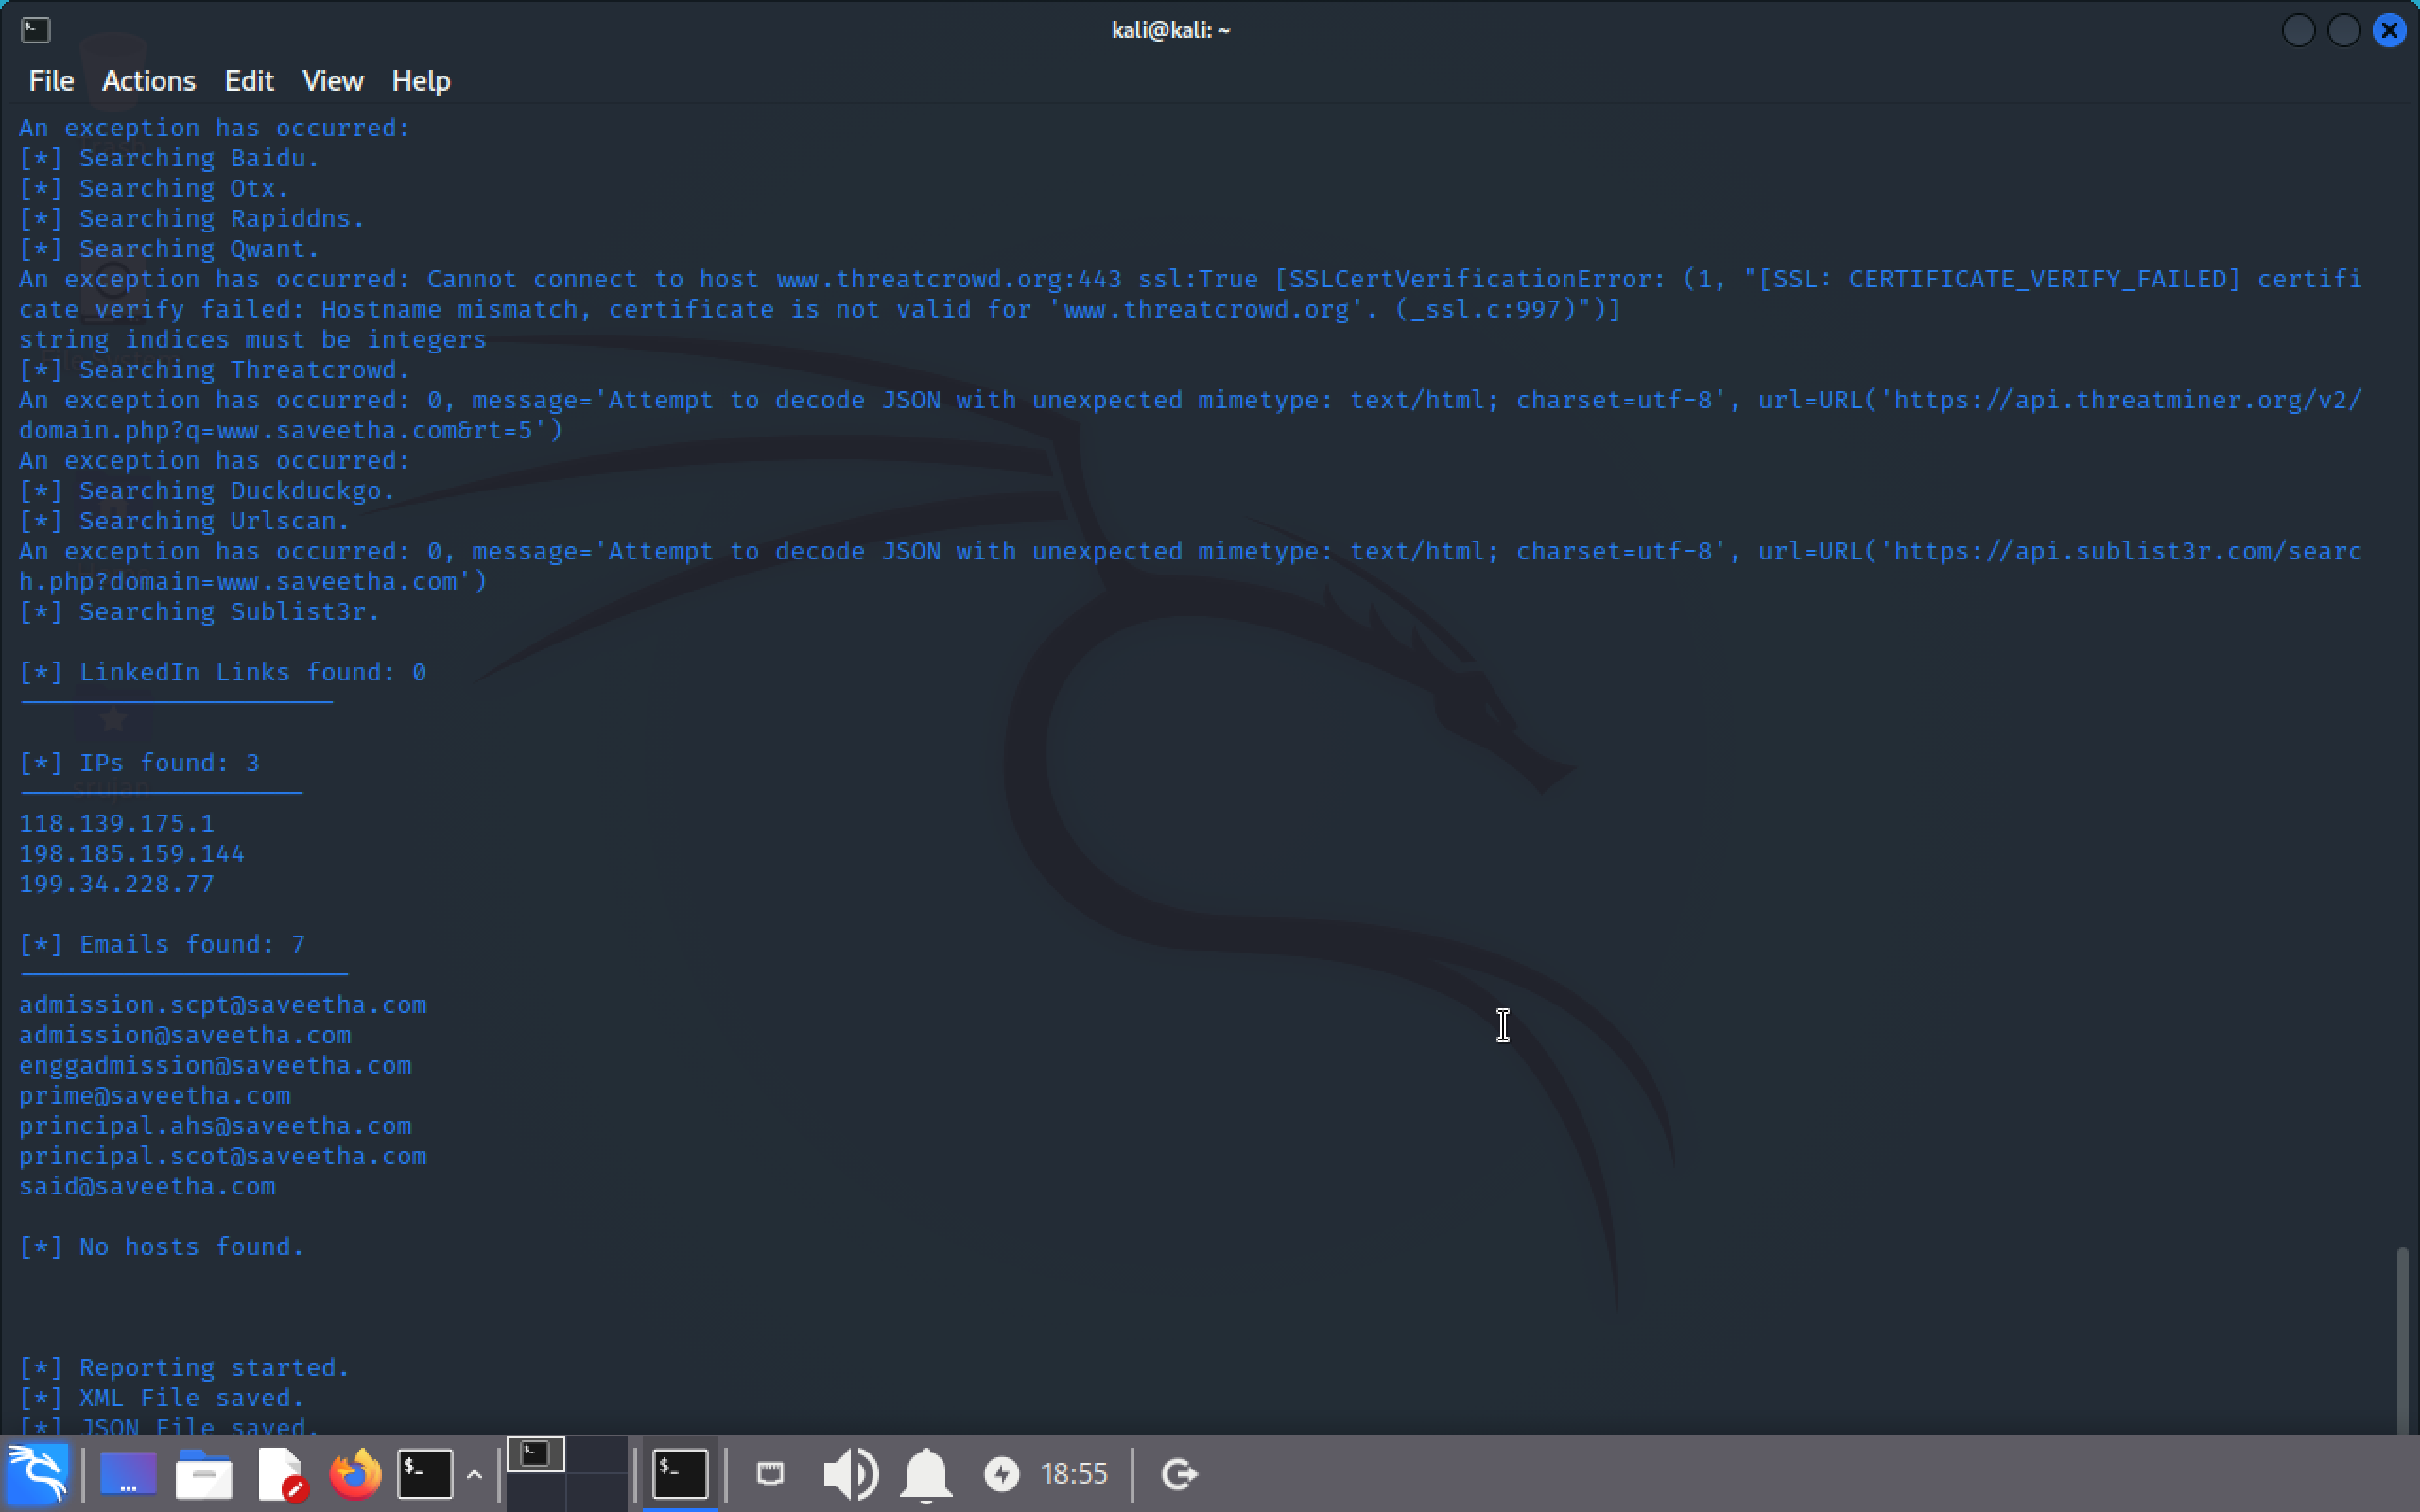 kali@kali: ~
File Actions Edit View Help
An exception has occurred:
[*] Searching Baidu.
[*] Searching Otx.
[*] Searching Rapiddns.
[*] Searching Qwant.
An exception has occurred: Cannot connect to host www.threatcrowd.org:443 ssl:True [SSLCertVerificationError: (1, "[SSL: CERTIFICATE_VERIFY_FAILED] certifi
cate verify failed: Hostname mismatch, certificate is not valid for 'www.threatcrowd.org'. (_ssl.c:997)")]
string indices must be integers
[*] Searching Threatcrowd.
An exception has occurred: 0, message='Attempt to decode JSON with unexpected mimetype: text/html; charset=utf-8', url=URL('https://api.threatminer.org/v2/
domain.php?q=www.saveetha.com&rt=5')
An exception has occurred:
[*] Searching Duckduckgo.
[*] Searching Urlscan.
An exception has occurred: 0, message='Attempt to decode JSON with unexpected mimetype: text/html; charset=utf-8', url=URL('https://api.sublist3r.com/searc
h.php?domain=www.saveetha.com')
[*] Searching Sublist3r.
[*] LinkedIn Links found: 0
[*] IPs found: 3
srujan
118.139.175.1
198.185.159.144
199.34.228.77
[*] Emails found: 7
admission.scpt@saveetha.com
admission@saveetha.com
enggadmission@saveetha.com
prime@saveetha.com
principal.ahs@saveetha.com
principal.scot@saveetha.com
said@saveetha.com
[*] No hosts found.
[*] Reporting started.
[*] XML File saved.
[*] JSON File saved.
18:55